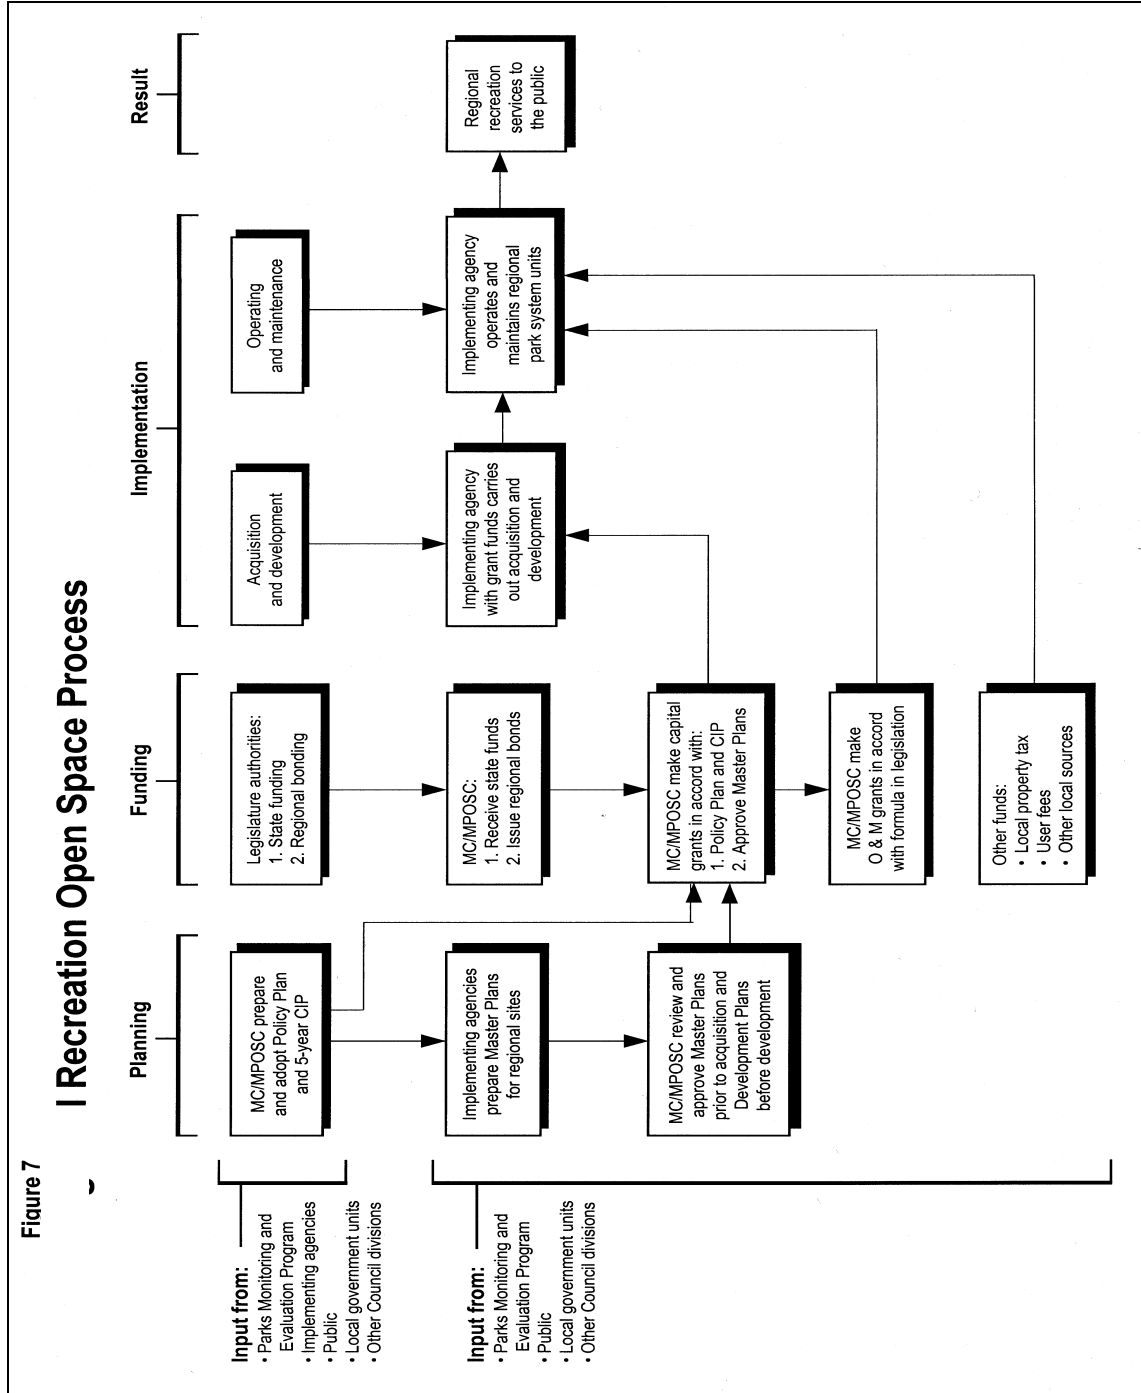 Figure 7
l Recreation Open Space Process
Planning
Funding
Implementation
Result
Input from:
• Parks Monitoring and
Evaluation Program
• Implementing agencies
• Public
• Local government units
• Other Council divisions
MC/MPOSC prepare
and adopt Policy Plan
and 5-year CIP
Legislature authorities:
1. State funding
2. Regional bonding
Acquisition
and development
Operating
and maintenance
Input from:
• Parks Monitoring and
Evaluation Program
• Public
• Local government units
• Other Council divisions
Implementing agencies
prepare Master Plans
for regional sites
MC/MPOSC:
1. Receive state funds
2. Issue regional bonds
Implementing agency
with grant funds carries
out acquisition and
development
Implementing agency
operates and
maintains regional
park system units
Regional
recreation
services to
the public
MC/MPOSC review and
approve Master Plans
prior to acquisition and
Development Plans
before development
MC/MPOSC make capital
grants in accord with:
1. Policy Plan and CIP
2. Approve Master Plans
MC/MPOSC make
O & M grants in accord
with formula in legislation
Other funds:
• Local property tax
• User fees
• Other local sources